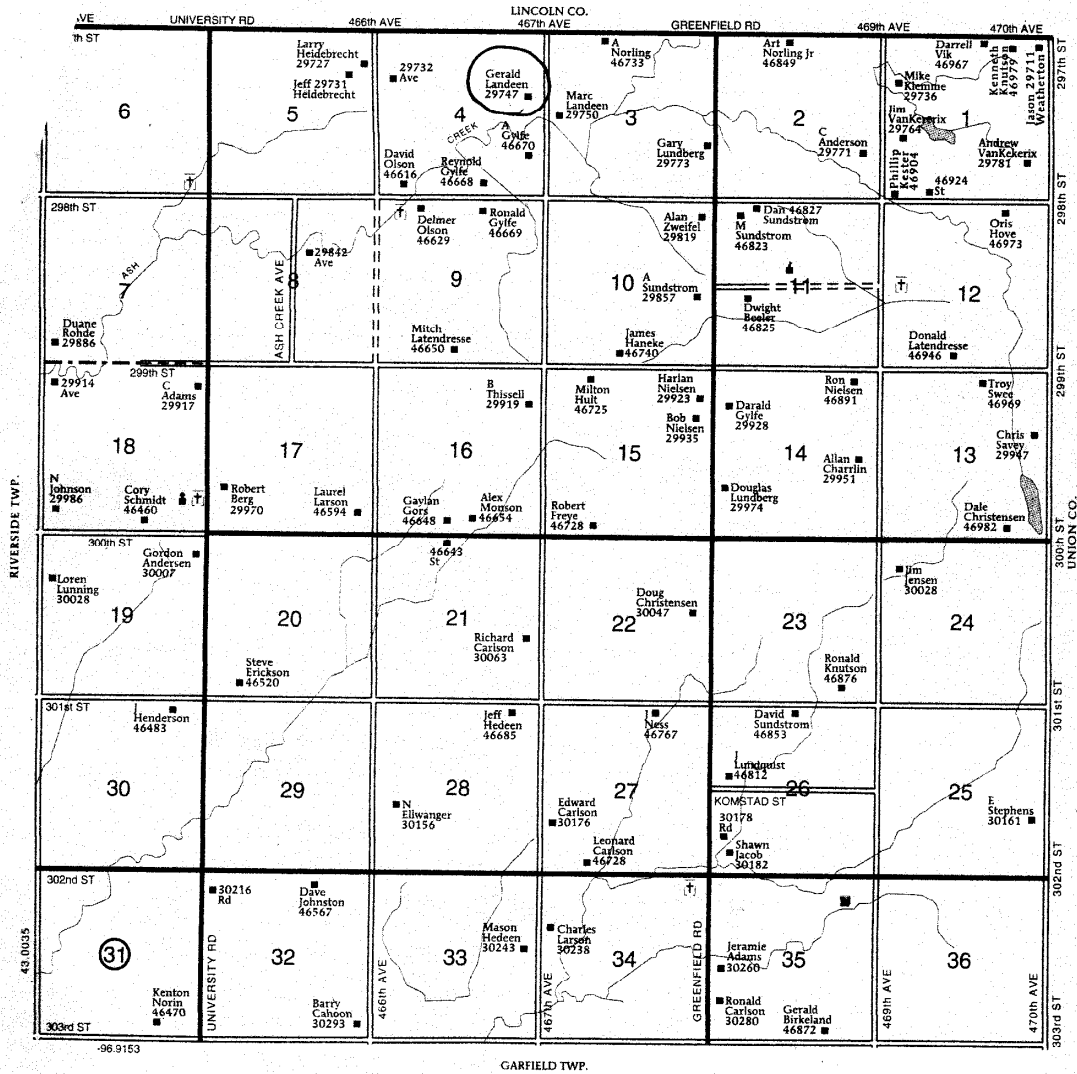 LINCOLN CO.
VE
UNIVERSITY RD
466th AVE
467th AVE
GREENFIELD RD
469th AVE
470th AVE
th ST
297th ST
6
5
Larry
Heidebrecht
29727
Jeff 29731
Heidebrecht
4
29732
Ave
Gerald
Landeen
29747
CREEK
A
Gylfe
46670
David
Olson
46616
Reynold
Gylfe
46668
3
A
Norling
46733
Marc
Landeen
29750
Gary
Lundberg
29773
2
Art
Norling Jr
46849
C
Anderson
29771
1
Darrell
Vik
46967
Kenneth
Knutson
46979
Jason 29711
Weatherton
Mike
Klemme
29736
Jim
VanKekerix
29764
Andrew
VanKekerix
29781
Phillip
Kester
46904
46924
St
298th ST
298th ST
7
ASH
Duane
Rohde
29886
8
ASH CREEK AVE
29842
Ave
9
Delmer
Olson
46629
Ronald
Gylfe
46669
Mitch
Latendresse
46650
10
Alan
Zweifel
29819
A
Sundstrom
29857
James
Haneke
46740
11
Dan 46827
Sundstrom
M
Sundstrom
46823
Dwight
Beeler
46825
12
Oris
Hove
46973
Donald
Latendresse
46946
299th ST
299th ST
18
29914
Ave
C
Adams
29917
N
Johnson
29986
Cory
Schmidt
46460
17
Robert
Berg
29970
Laurel
Larson
46594
16
B
Thissell
29919
Gaylan
Gors
46648
Alex
Monson
46654
15
Milton
Hult
46725
Harlan
Nielsen
29923
Bob
Nielsen
29935
Robert
Freye
46728
14
Ron
Nielsen
46891
Darald
Gylfe
29928
Allan
Charrlin
29951
Douglas
Lundberg
29974
13
Troy
Swee
46969
Chris
Savey
29947
Dale
Christensen
46982
RIVERSIDE TWP.
UNION CO.
300th ST
300th ST
19
Gordon
Andersen
30007
Loren
Lunning
30028
20
Steve
Erickson
46520
21
46643
St
Richard
Carlson
30063
22
Doug
Christensen
30047
23
Ronald
Knutson
46876
24
Jim
Jensen
30028
301st ST
301st ST
30
J
Henderson
46483
29
28
Jeff
Hedeen
46685
N
Ellwanger
30156
27
J
Ness
46767
Edward
Carlson
30176
Leonard
Carlson
46728
26
David
Sundstrom
46853
J
Lundquist
46812
KOMSTAD ST
30178
Rd
Shawn
Jacob
30182
25
E
Stephens
30161
302nd ST
302nd ST
31
Kenton
Norin
46470
32
30216
Rd
Dave
Johnston
46567
Barry
Cahoon
30293
33
Mason
Hedeen
30243
34
Charles
Larson
30238
35
Jeramie
Adams
30260
Ronald
Carlson
30280
Gerald
Birkeland
46872
36
43.0035
UNIVERSITY RD
466th AVE
467th AVE
GREENFIELD RD
469th AVE
470th AVE
303rd ST
303rd ST
-96.9153
GARFIELD TWP.